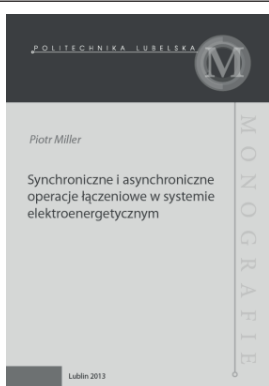 POLITECHNIKA LUBELSKA
M
Piotr Miller
Synchroniczne i asynchroniczne
operacje łączeniowe w systemie
elektroenergetycznym
MONOGRAFIE
Lublin 2013